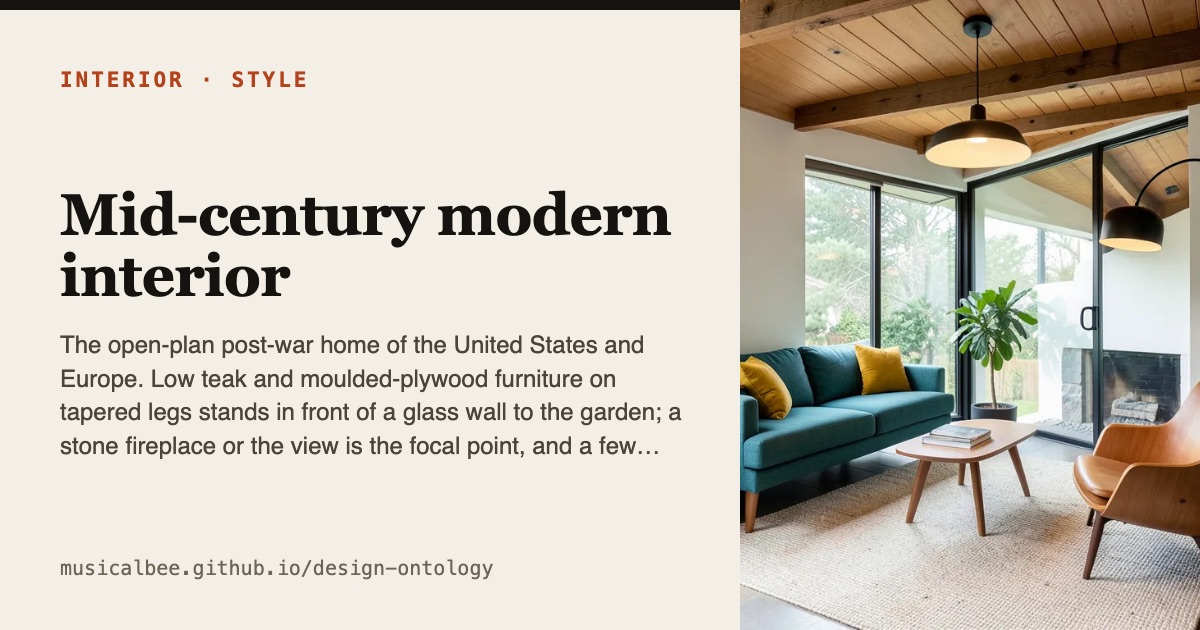 INTERIOR · STYLE
Mid-century modern
interior
The open-plan post-war home of the United States and
Europe. Low teak and moulded-plywood furniture on
tapered legs stands in front of a glass wall to the garden; a
stone fireplace or the view is the focal point, and a few…
musicalbee.github.io/design-ontology